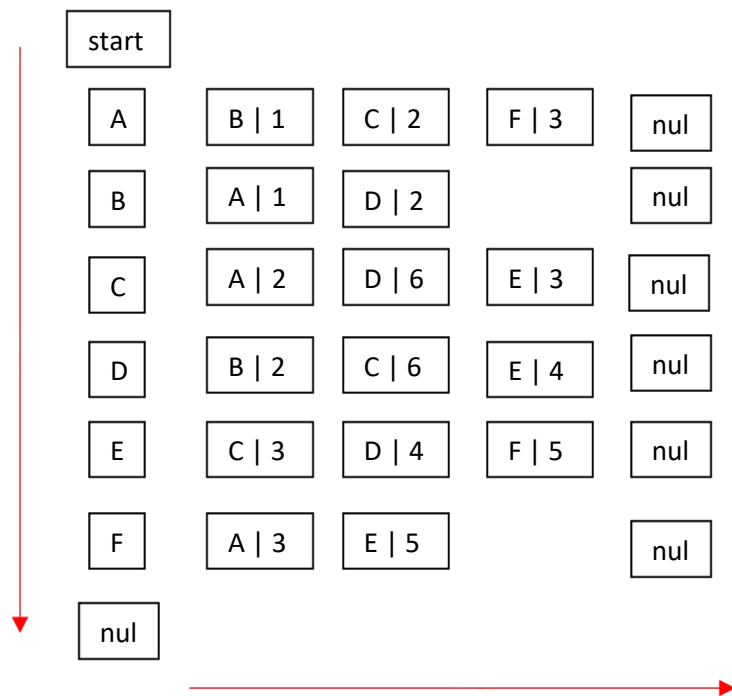 start
A B | 1 C | 2 F | 3 nul
B A | 1 D | 2 nul
C A | 2 D | 6 E | 3 nul
D B | 2 C | 6 E | 4 nul
E C | 3 D | 4 F | 5 nul
F A | 3 E | 5 nul
nul